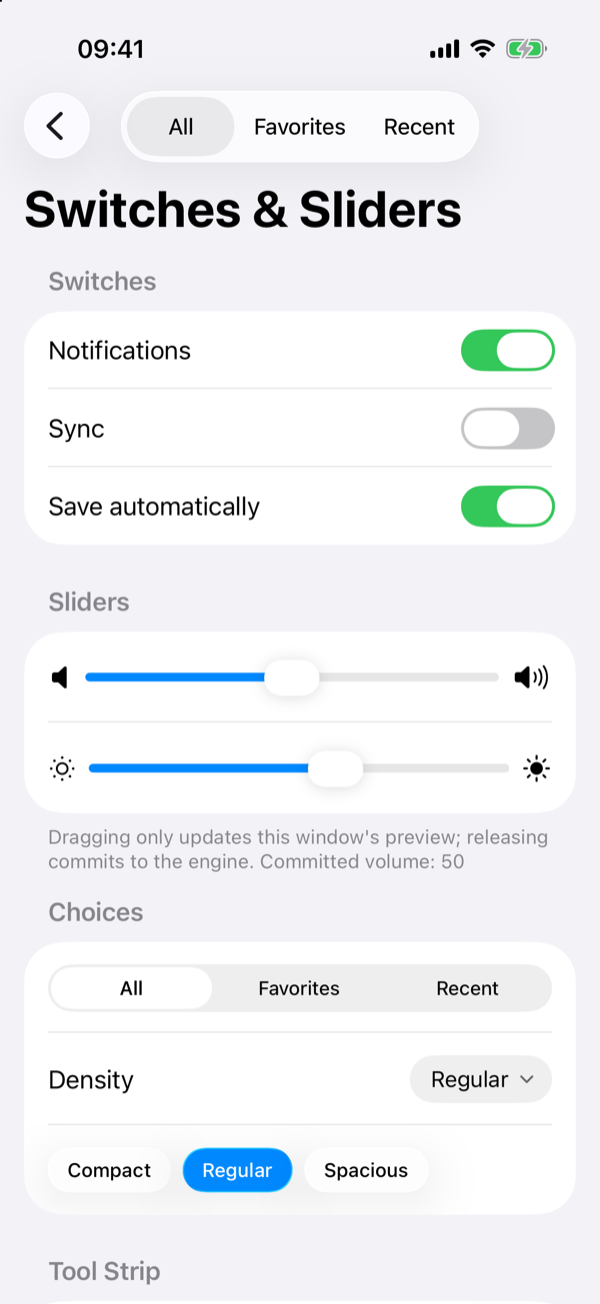 09:41
All Favorites Recent
Switches & Sliders
Switches
Notifications
Sync
Save automatically
Sliders
Dragging only updates this window's preview; releasing
commits to the engine. Committed volume: 50
Choices
All Favorites Recent
Density Regular
Compact Regular Spacious
Tool Strip